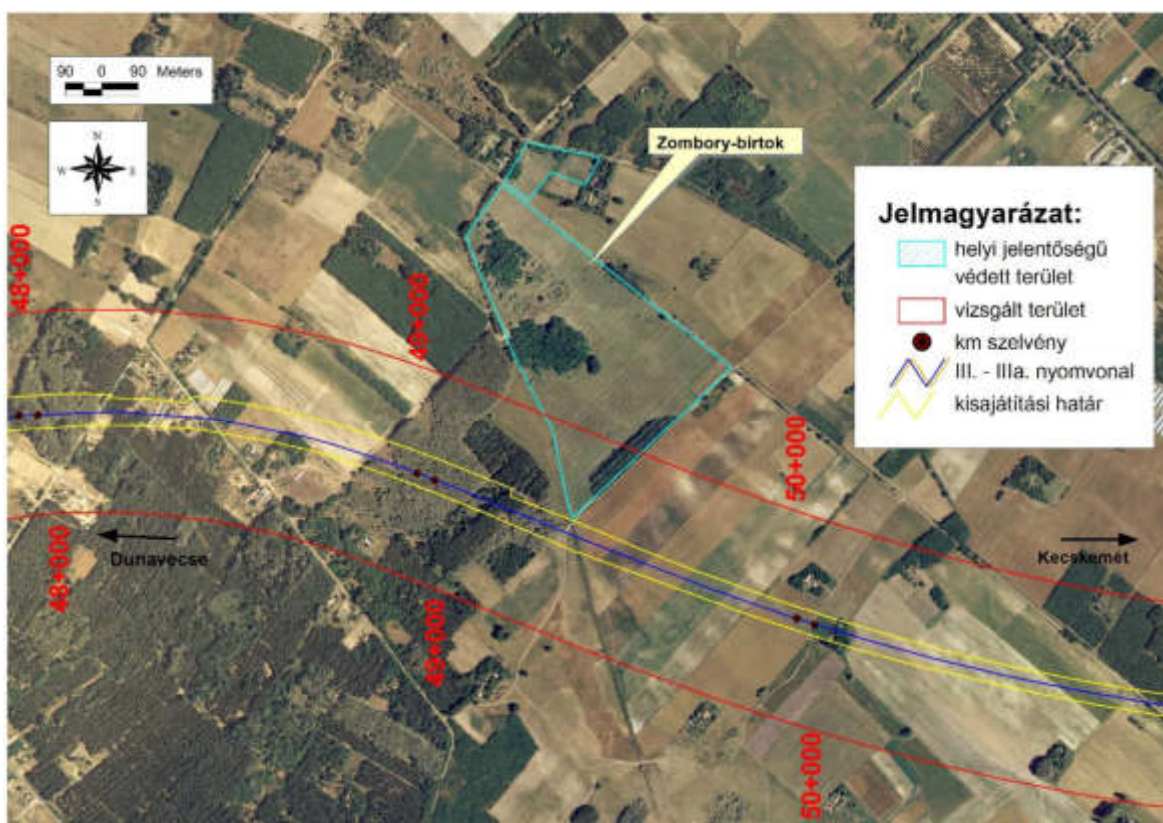 90 0 90 Meters
N
W E
S
Zombory-birtok
Jelmagyarázat:
helyi jelentőségű
védett terület
vizsgált terület
km szelvény
III. - IIIa. nyomvonal
kisajátítási határ
48+000
49+000
50+000
Dunavecse
Kecskemét
48+000
49+000
50+000